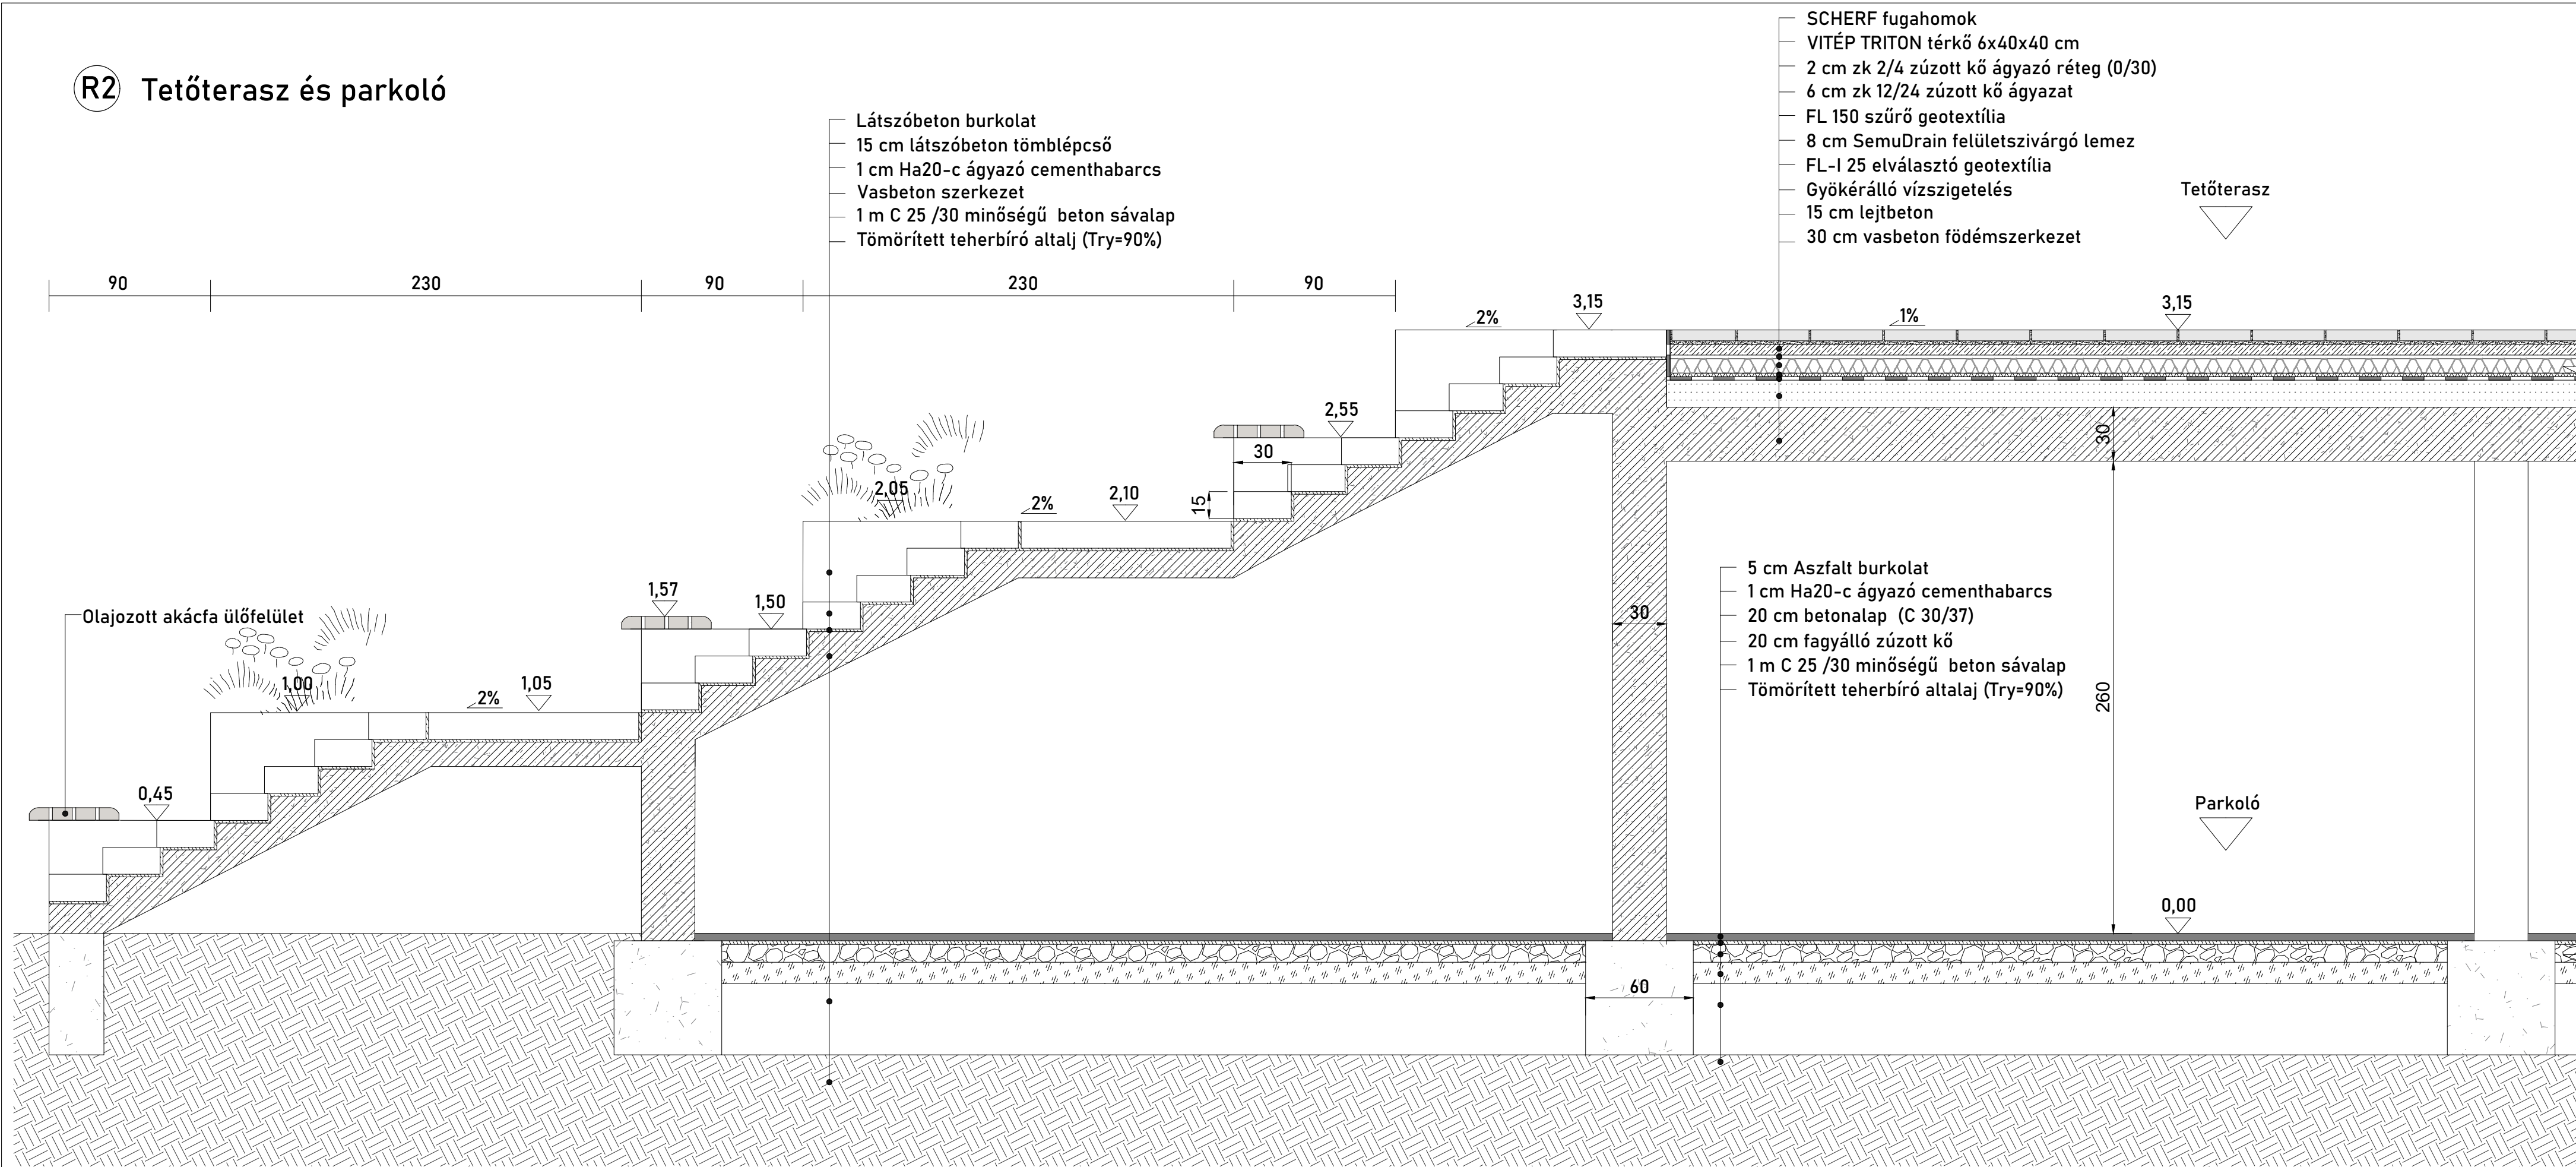 R2 Tetőterasz és parkoló
SCHERF fugahomok
VITÉP TRITON térkő 6x40x40 cm
2 cm zk 2/4 zúzott kő ágyazó réteg (0/30)
6 cm zk 12/24 zúzott kő ágyazat
FL 150 szűrő geotextília
8 cm SemuDrain felületszivárgó lemez
FL-I 25 elválasztó geotextília
Gyökérálló vízszigetelés
15 cm lejtbeton
30 cm vasbeton födémszerkezet
Tetőterasz
Látszóbeton burkolat
15 cm látszóbeton tömblépcső
1 cm Ha20-c ágyazó cementhabarcs
Vasbeton szerkezet
1 m C 25 /30 minőségű beton sávalap
Tömörített teherbíró altalj (Try=90%)
90 230 90 230 90
2% 3,15 1% 3,15
2,55
30
30
15
2,05 2% 2,10
1,57 1,50
Olajozott akácfa ülőfelület
1,00 2% 1,05
0,45
30
5 cm Aszfalt burkolat
1 cm Ha20-c ágyazó cementhabarcs
20 cm betonalap (C 30/37)
20 cm fagyálló zúzott kő
1 m C 25 /30 minőségű beton sávalap
Tömörített teherbíró altalaj (Try=90%)
260
Parkoló
0,00
60